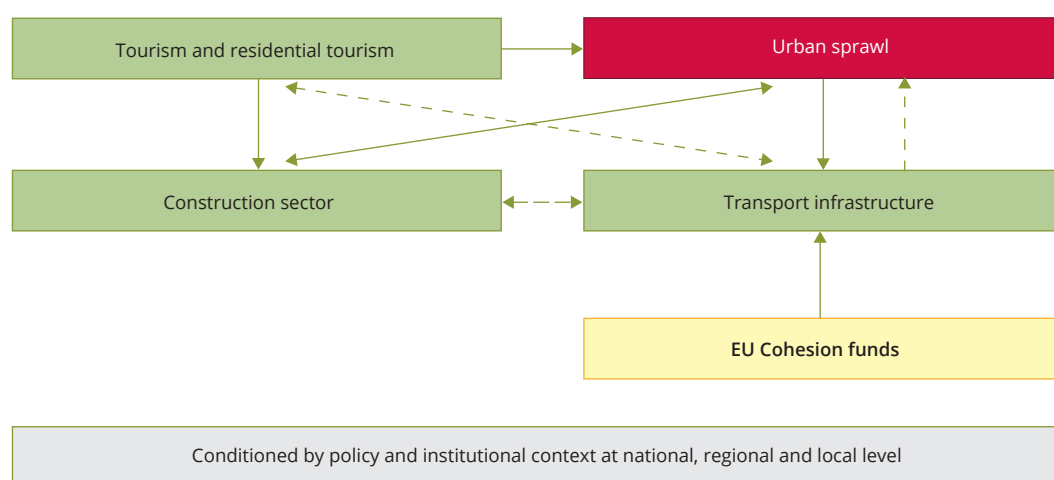 Tourism and residential tourism
Urban sprawl
Construction sector
Transport infrastructure
EU Cohesion funds
Conditioned by policy and institutional context at national, regional and local level